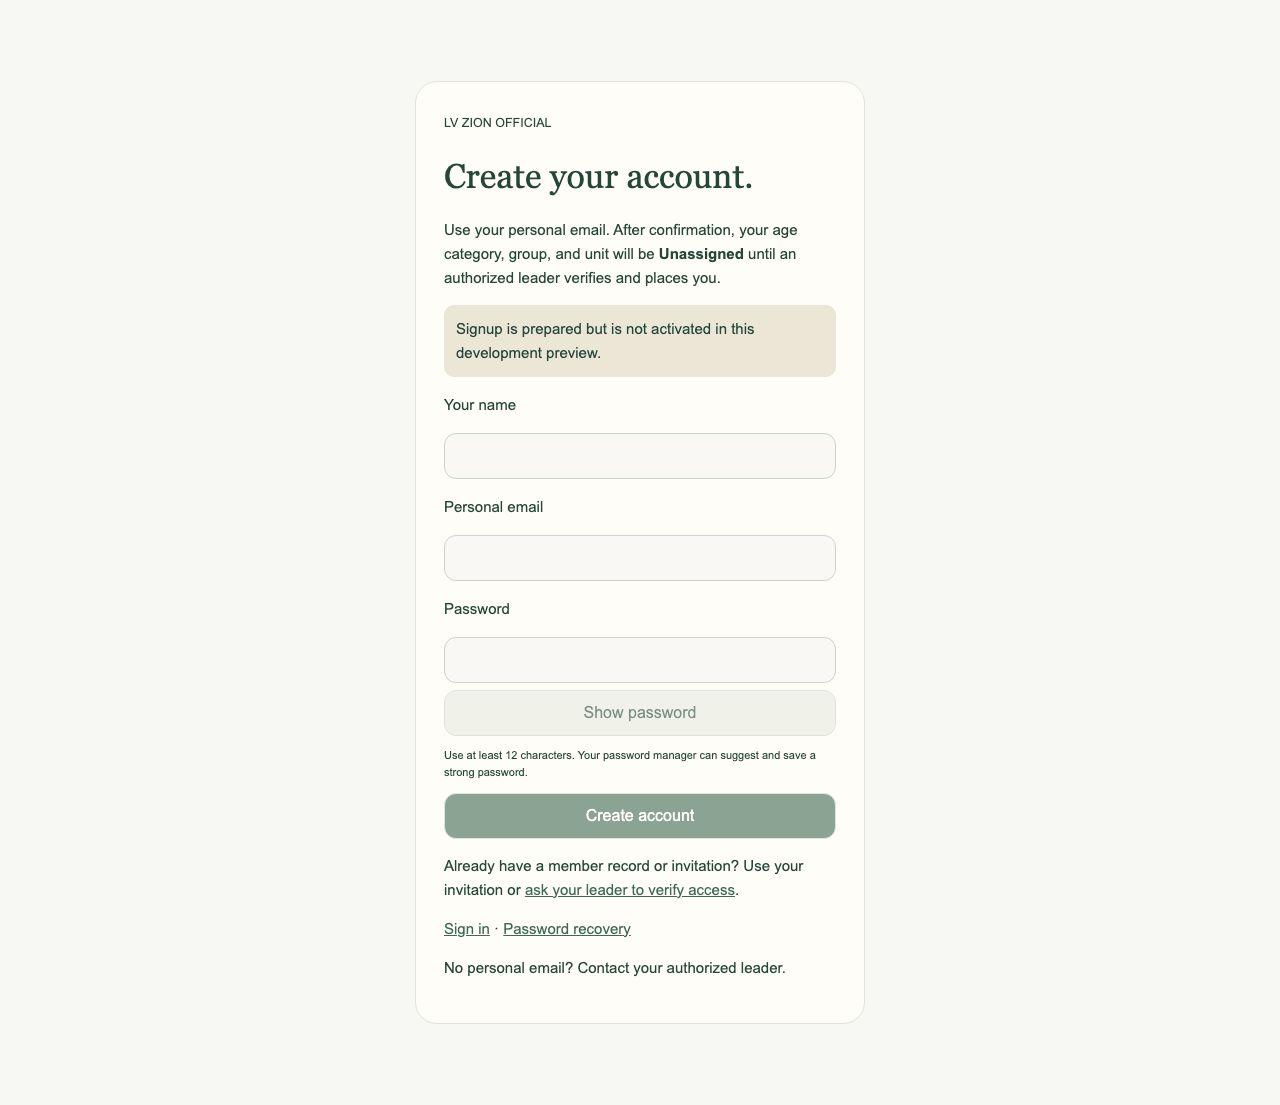 LV ZION OFFICIAL
Create your account.
Use your personal email. After confirmation, your age
category, group, and unit will be Unassigned until an
authorized leader verifies and places you.
Signup is prepared but is not activated in this
development preview.
Your name
Personal email
Password
Show password
Use at least 12 characters. Your password manager can suggest and save a
strong password.
Create account
Already have a member record or invitation? Use your
invitation or ask your leader to verify access.
Sign in · Password recovery
No personal email? Contact your authorized leader.